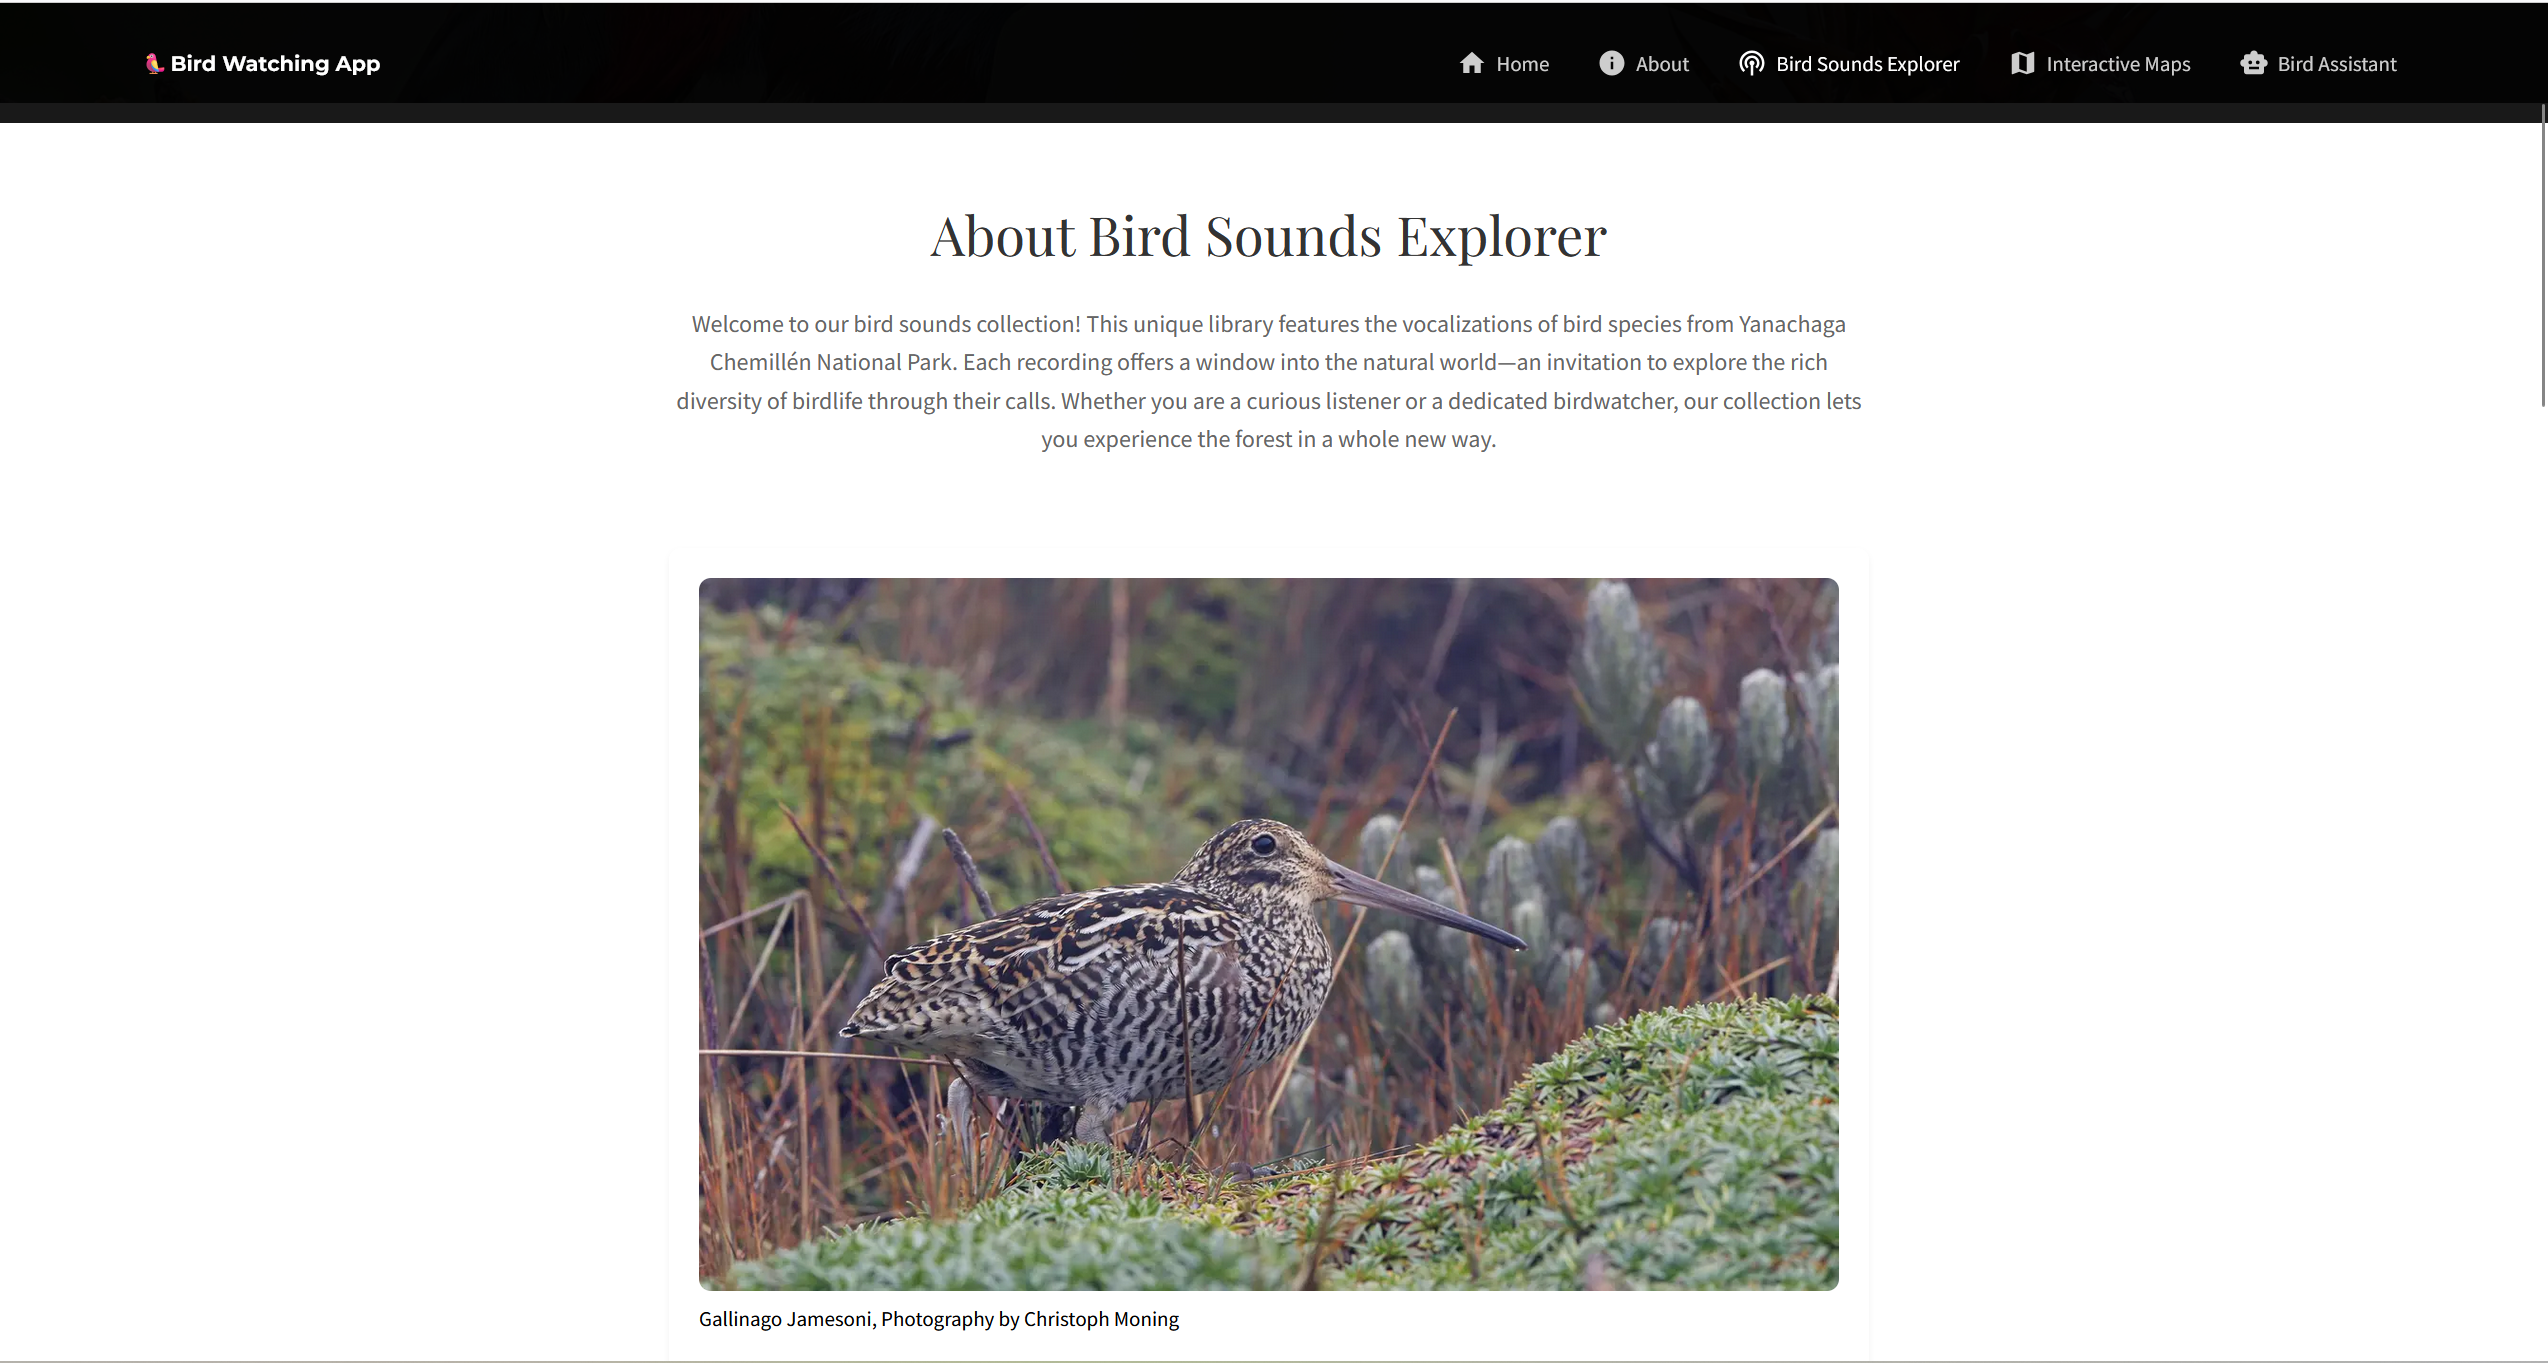 Bird Watching App
Home
About
Bird Sounds Explorer
Interactive Maps
Bird Assistant
About Bird Sounds Explorer
Welcome to our bird sounds collection! This unique library features the vocalizations of bird species from Yanachaga
Chemillén National Park. Each recording offers a window into the natural world—an invitation to explore the rich
diversity of birdlife through their calls. Whether you are a curious listener or a dedicated birdwatcher, our collection lets
you experience the forest in a whole new way.
Gallinago Jamesoni, Photography by Christoph Moning